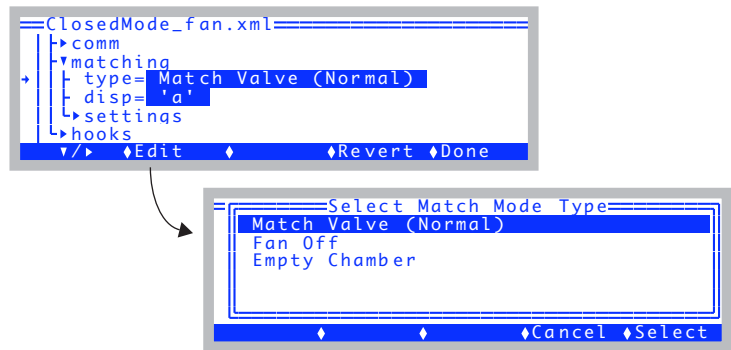 ClosedMode_fan.xml
comm
matching
type= Match Valve (Normal)
disp= 'a'
settings
hooks
▼/▶ ♦Edit ♦ ♦Revert ♦Done
Select Match Mode Type
Match Valve (Normal)
Fan Off
Empty Chamber
♦ ♦ ♦Cancel ♦Select